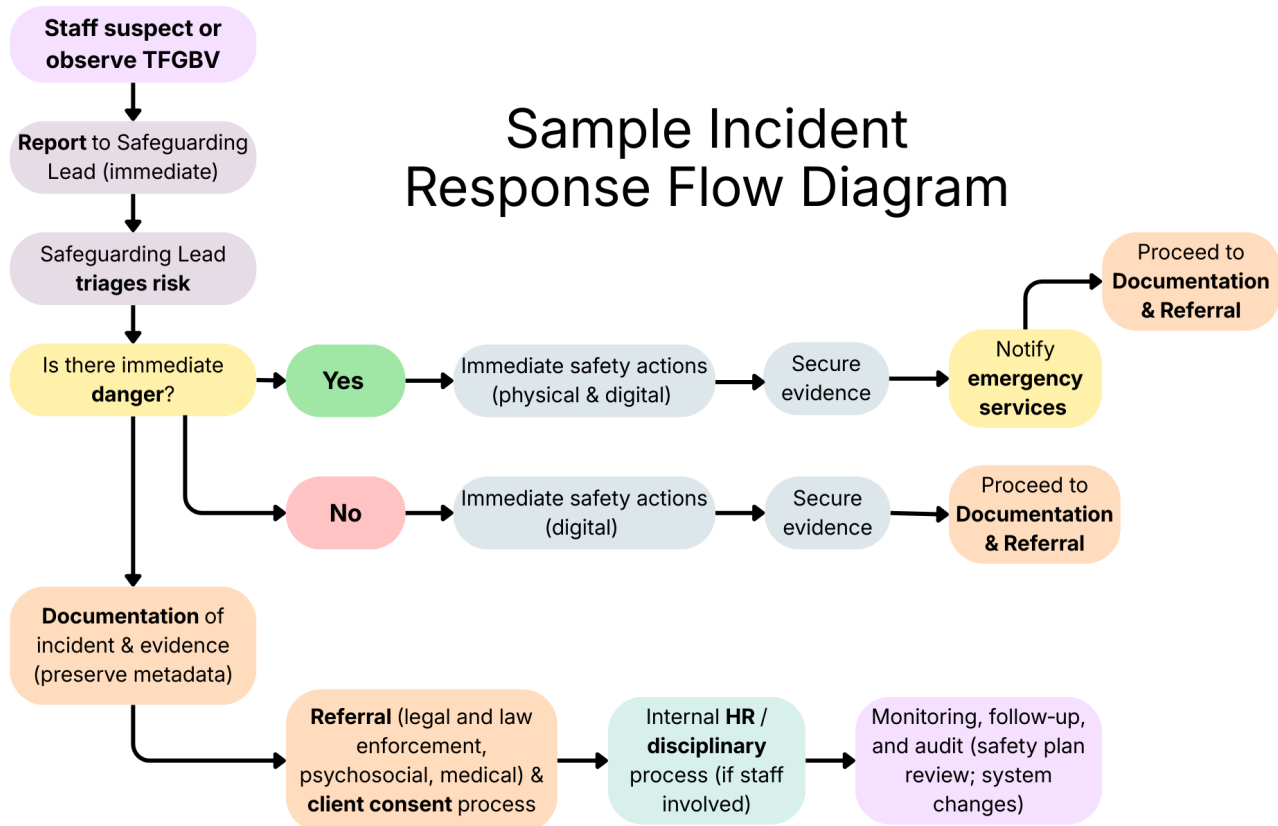 Staff suspect or
observe TFGBV
Report to Safeguarding
Lead (immediate)
Sample Incident
Response Flow Diagram
Safeguarding Lead
triages risk
Proceed to
Documentation
& Referral
Is there immediate
danger?
Yes
Immediate safety actions
(physical & digital)
Secure
evidence
Notify
emergency
services
No
Immediate safety actions
(digital)
Secure
evidence
Proceed to
Documentation
& Referral
Documentation of
incident & evidence
(preserve metadata)
Referral (legal and law
enforcement,
psychosocial, medical) &
client consent process
Internal HR /
disciplinary
process (if staff
involved)
Monitoring, follow-up,
and audit (safety plan
review; system
changes)